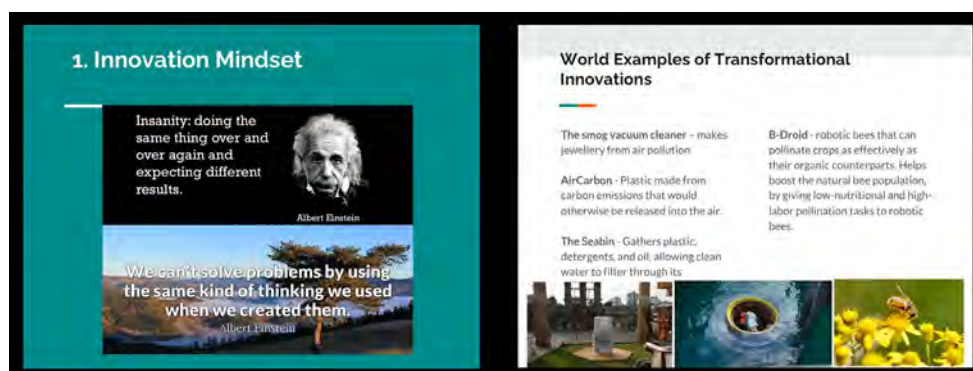 1. Innovation Mindset
Insanity: doing the
same thing over and
over again and
expecting different
results.
Albert Einstein
We can't solve problems by using
the same kind of thinking we used
when we created them.
Albert Einstein
World Examples of Transformational
Innovations
The smog vacuum cleaner – makes
jewellery from air pollution
AirCarbon - Plastic made from
carbon emissions that would
otherwise be released into the air.
The Seabin - Gathers plastic,
detergents, and oil, allowing clean
water to filter through its
B-Droid - robotic bees that can
pollinate crops as effectively as
their organic counterparts. Helps
boost the natural bee population,
by giving low-nutritional and high-
labor pollination tasks to robotic
bees.